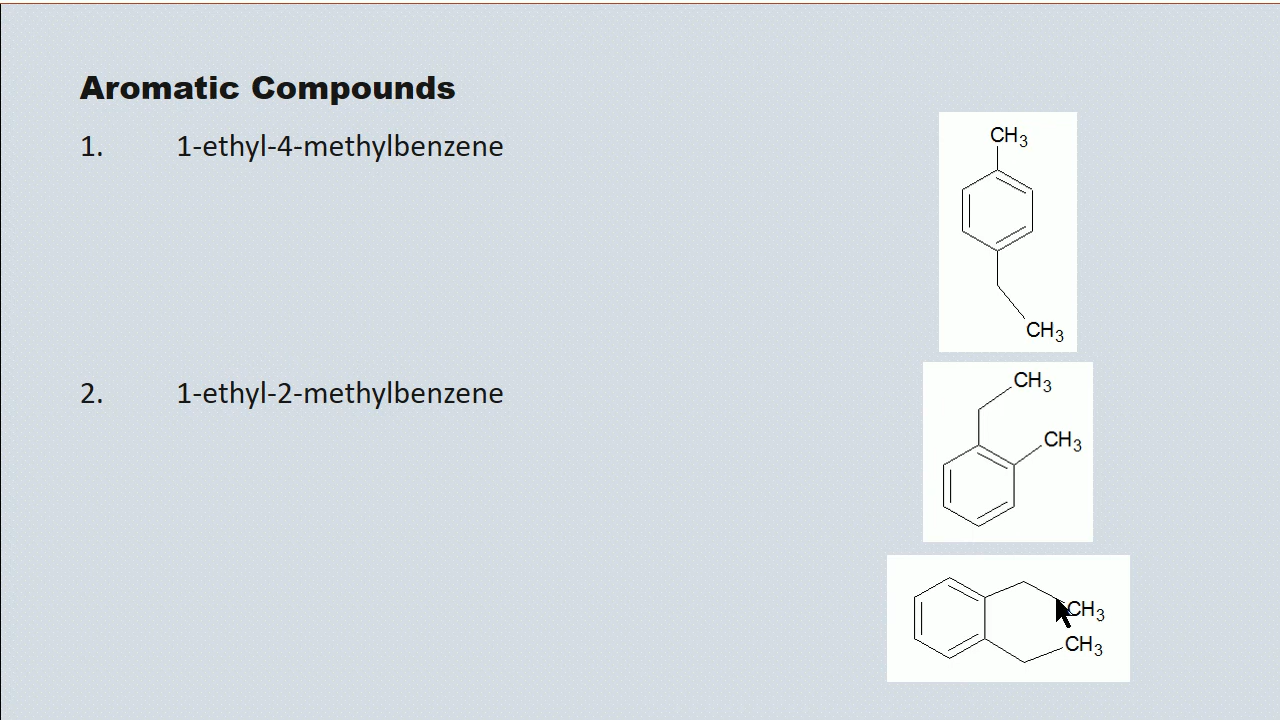 Aromatic Compounds
1. 1-ethyl-4-methylbenzene
CH3
CH3
2. 1-ethyl-2-methylbenzene
CH3
CH3
CH3
CH3